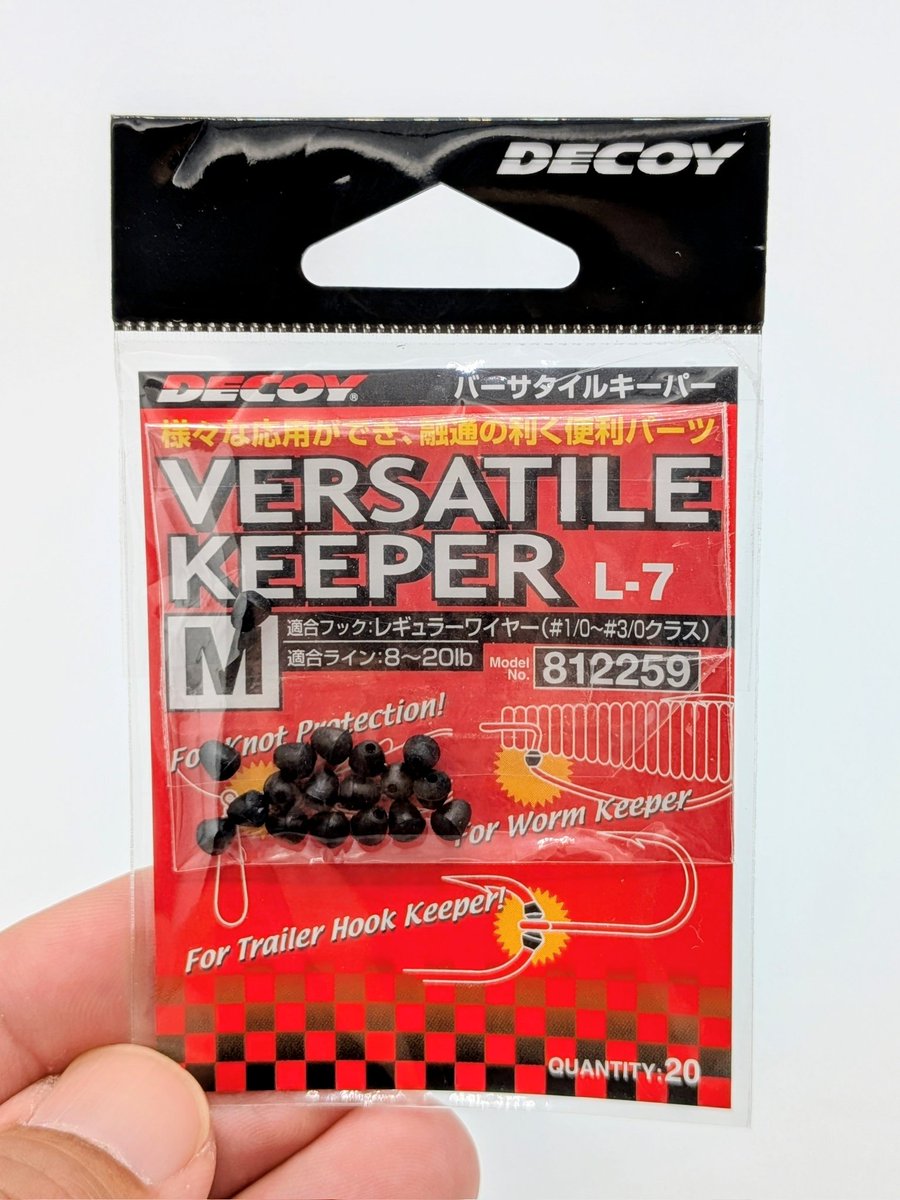 DECOY
DECOY® バーサタイルキーパー
様々な応用ができ、融通の利く便利パーツ
VERSATILE
KEEPER L-7
M
適合フック:レギュラーワイヤー(#1/0〜#3/0クラス)
適合ライン:8〜20lb
Model No. 812259
For Knot Protection!
For Worm Keeper
For Trailer Hook Keeper!
QUANTITY:20